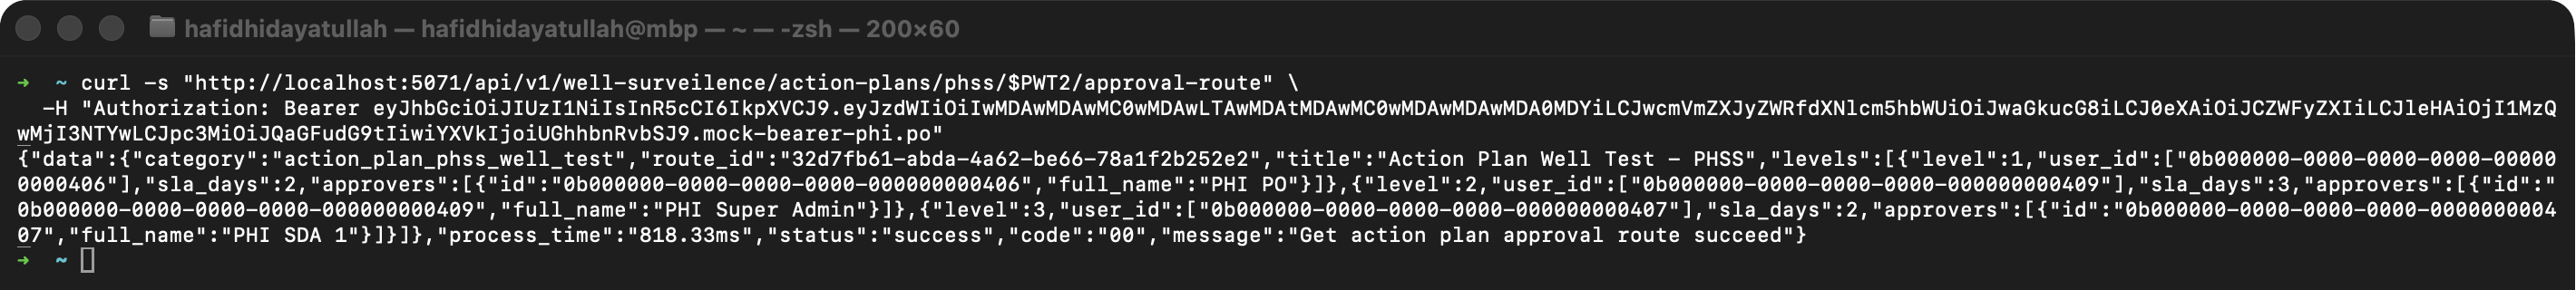 hafidhidayatullah — hafidhidayatullah@mbp — ~ — -zsh — 200×60
➜  ~ curl -s "http://localhost:5071/api/v1/well-surveilence/action-plans/phss/$PWT2/approval-route" \
  -H "Authorization: Bearer eyJhbGciOiJIUzI1NiIsInR5cCI6IkpXVCJ9.eyJzdWIiOiIwMDAwMDAwMC0wMDAwLTAwMDAtMDAwMC0wMDAwMDAwMDA0MDYiLCJwcmVmZXJyZWRfdXNlcm5hbWUiOiJwaGkucG8iLCJ0eXAiOiJCZWFyZXIiLCJleHAiOjI1MzQ
wMjI3NTYwLCJpc3MiOiJQaGFudG9tIiwiYXVkIjoiUGhhbnRvbSJ9.mock-bearer-phi.po"
{"data":{"category":"action_plan_phss_well_test","route_id":"32d7fb61-abda-4a62-be66-78a1f2b252e2","title":"Action Plan Well Test - PHSS","levels":[{"level":1,"user_id":["0b000000-0000-0000-0000-00000
0000406"],"sla_days":2,"approvers":[{"id":"0b000000-0000-0000-0000-000000000406","full_name":"PHI PO"}]},{"level":2,"user_id":["0b000000-0000-0000-0000-000000000409"],"sla_days":3,"approvers":[{"id":"
0b000000-0000-0000-0000-000000000409","full_name":"PHI Super Admin"}]},{"level":3,"user_id":["0b000000-0000-0000-0000-000000000407"],"sla_days":2,"approvers":[{"id":"0b000000-0000-0000-0000-0000000004
07","full_name":"PHI SDA 1"}]}]},"process_time":"818.33ms","status":"success","code":"00","message":"Get action plan approval route succeed"}
➜  ~